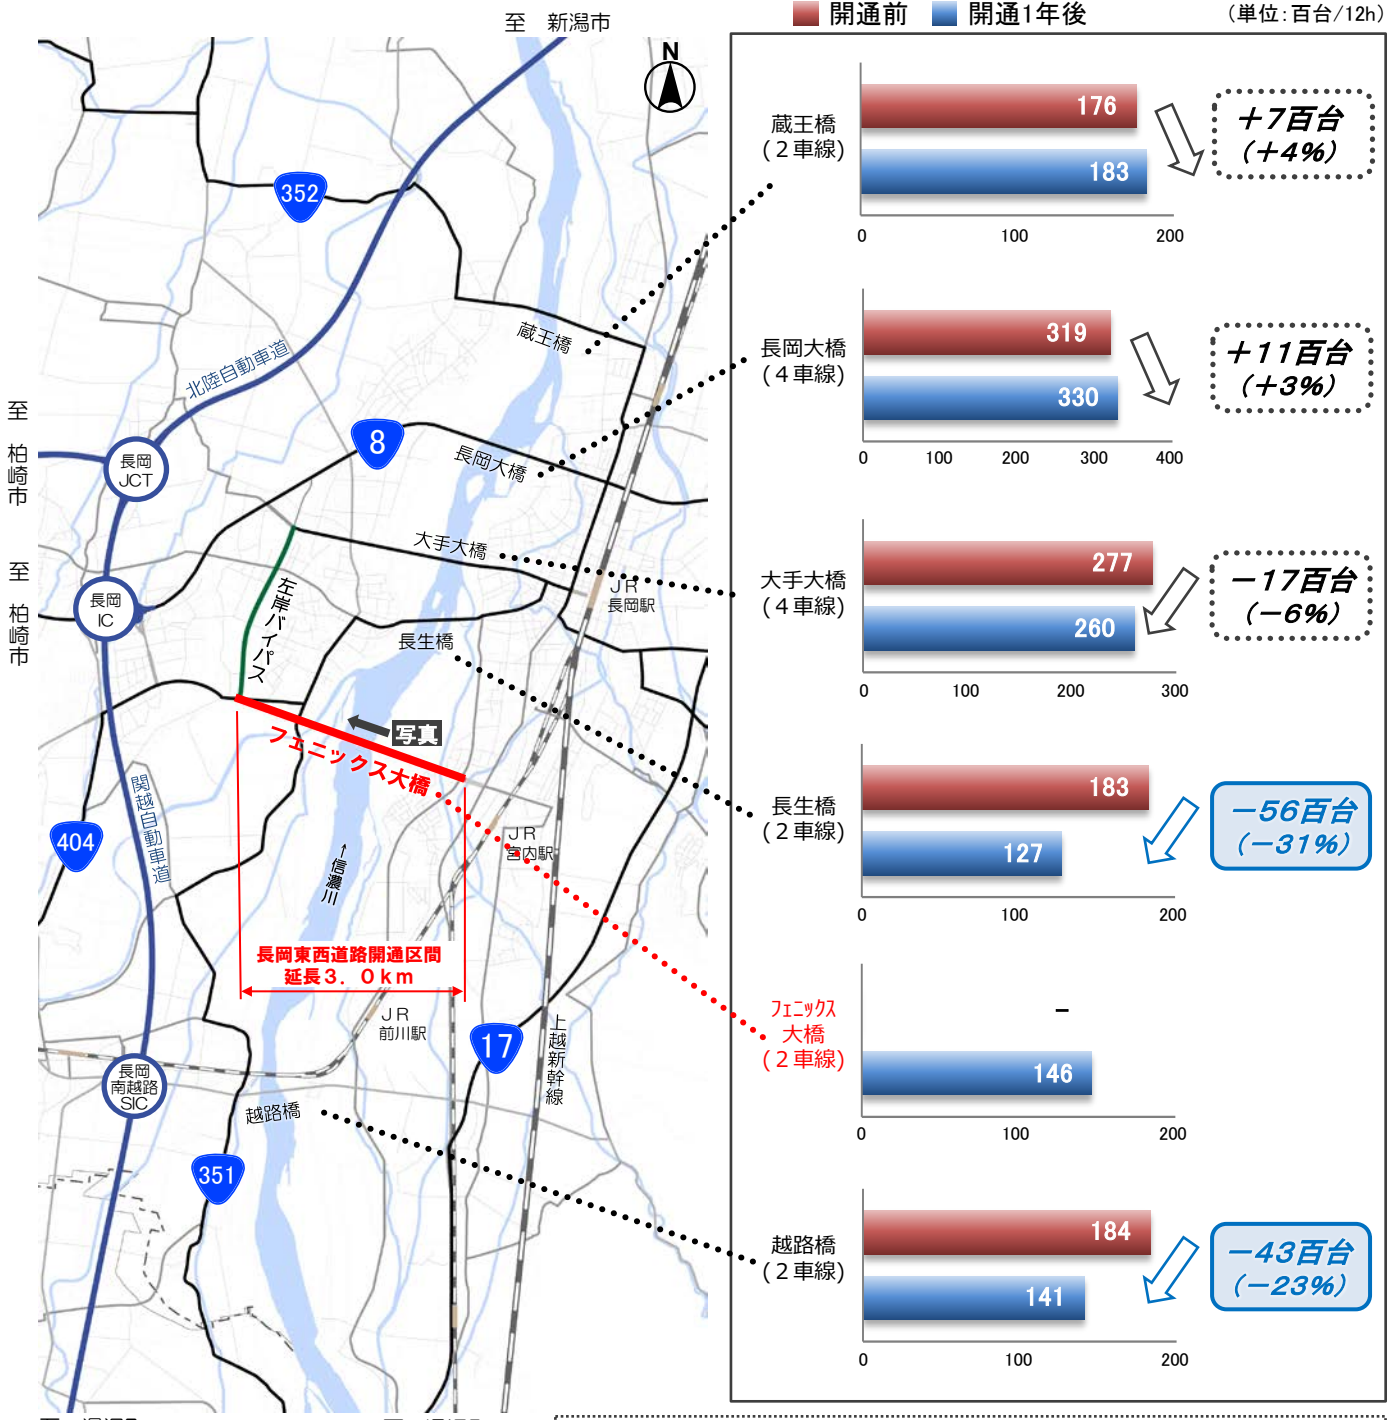 至 新潟市
開通前
開通1年後
(単位:百台/12h)
N
352
蔵王橋
北陸自動車道
至 柏崎市
長岡
JCT
8
長岡大橋
大手大橋
至 柏崎市
長岡
IC
左岸バイパス
JR
長岡駅
長生橋
写真
フェニックス大橋
404
関越自動車道
JR
宮内駅
↑信濃川
長岡東西道路開通区間
延長3.0km
JR
前川駅
17
上越新幹線
長岡
南越路
SIC
越路橋
351
蔵王橋
(2車線)
176
183
+7百台
(+4%)
0 100 200
長岡大橋
(4車線)
319
330
+11百台
(+3%)
0 100 200 300 400
大手大橋
(4車線)
277
260
-17百台
(-6%)
0 100 200 300
長生橋
(2車線)
183
127
-56百台
(-31%)
0 100 200
フェニックス
大橋
(2車線)
-
146
0 100 200
越路橋
(2車線)
184
141
-43百台
(-23%)
0 100 200